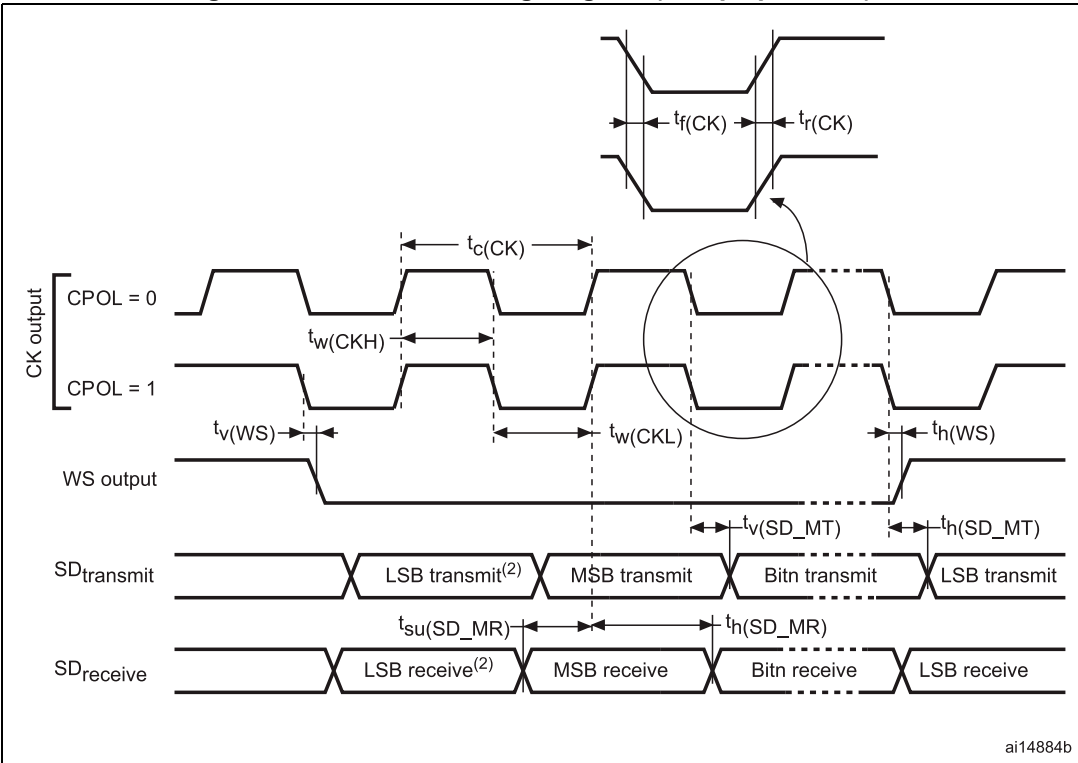 tf(CK)
tr(CK)
tc(CK)
CK output
CPOL = 0
tw(CKH)
CPOL = 1
tv(WS)
tw(CKL)
th(WS)
WS output
tv(SD_MT)
th(SD_MT)
SDtransmit
LSB transmit(2)
MSB transmit
Bitn transmit
LSB transmit
tsu(SD_MR)
th(SD_MR)
SDreceive
LSB receive(2)
MSB receive
Bitn receive
LSB receive
ai14884b